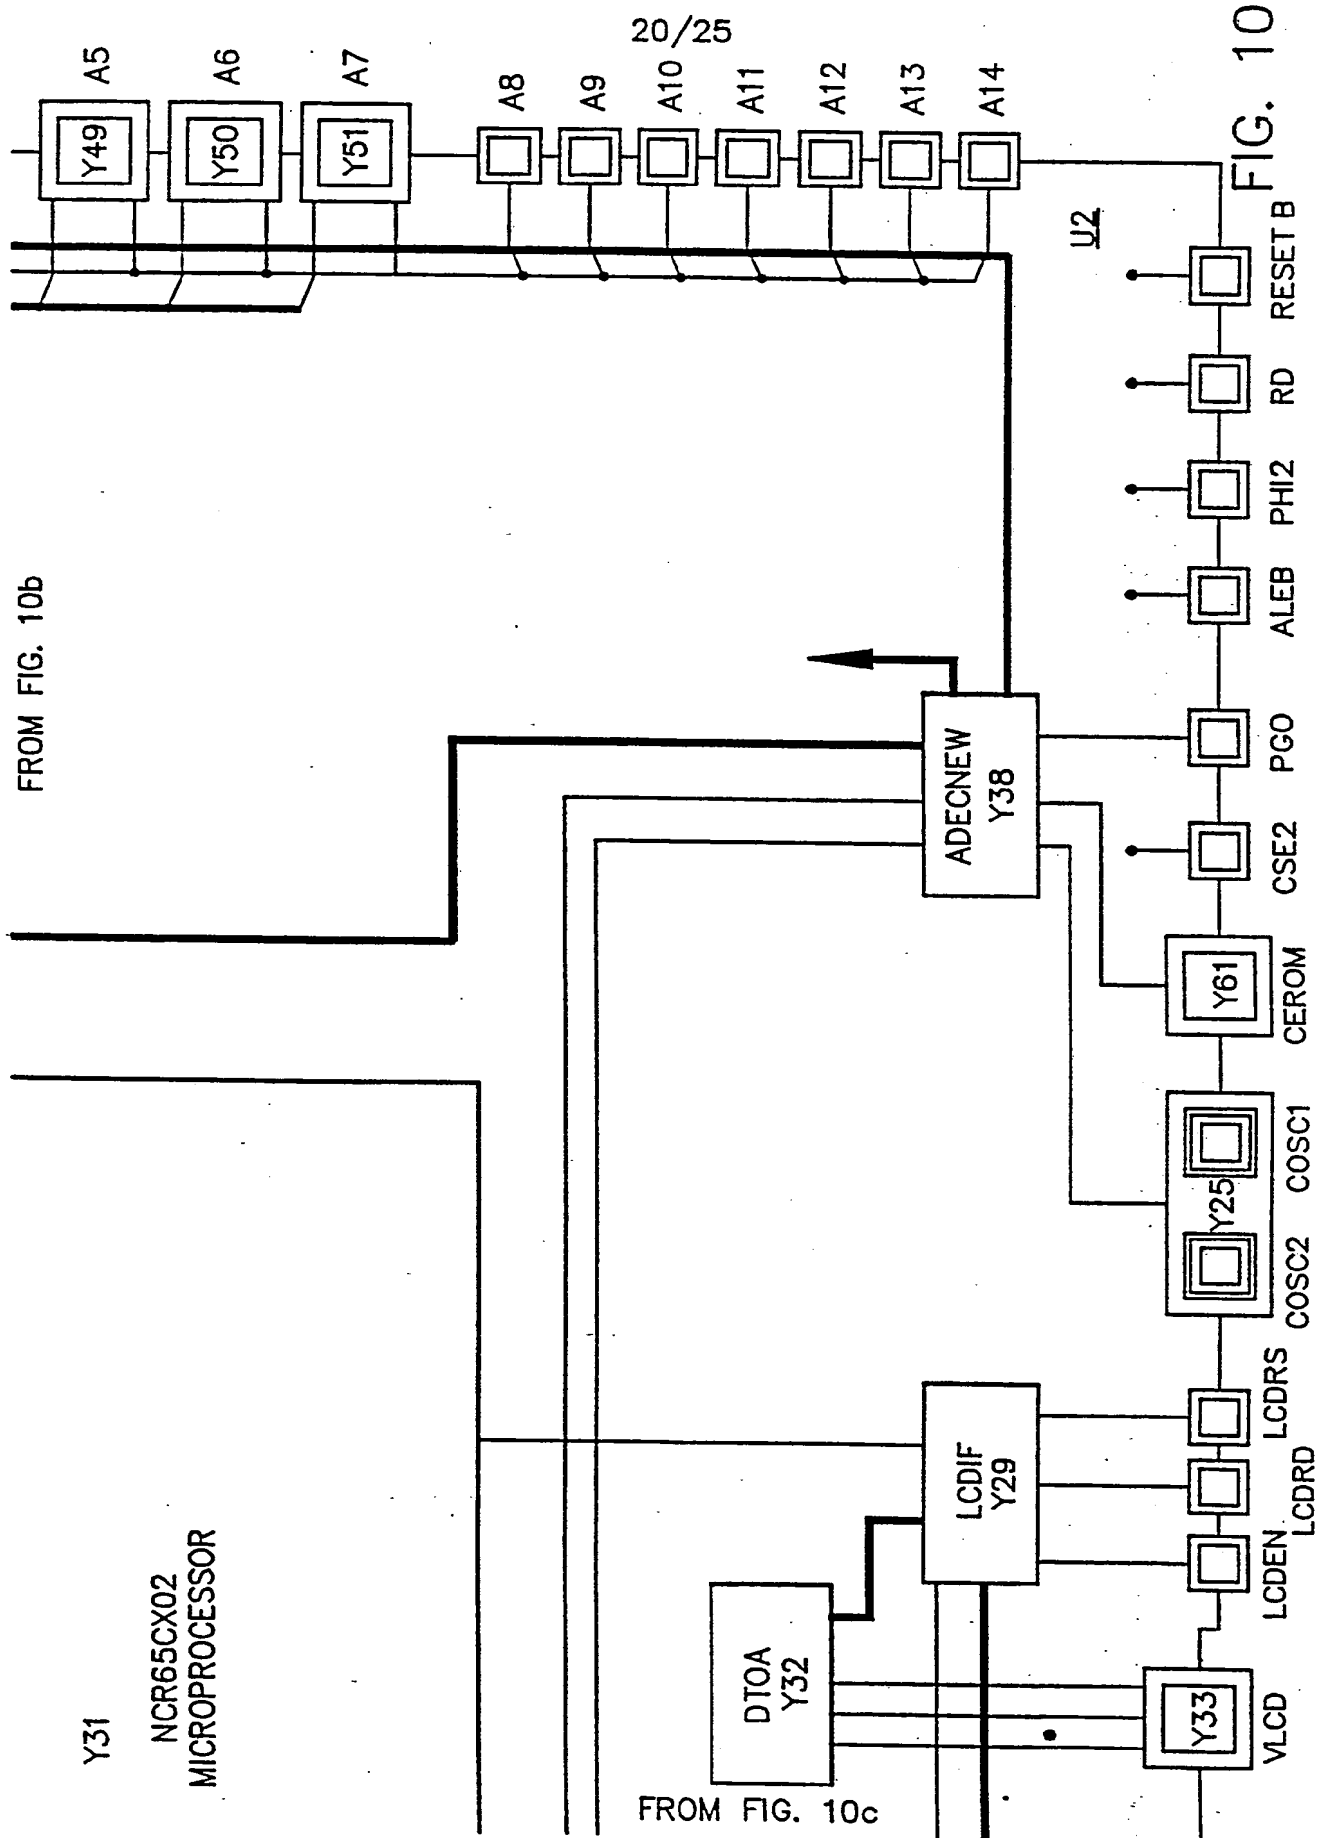 20/25
A5
A6
A7
A8
A9
A10
A11
A12
A13
A14
Y49
Y50
Y51
U2
FIG. 10
FROM FIG. 10b
RESET B
RD
PHI2
ALEB
PGO
CSE2
CEROM
COSC1
COSC2
LCDRS
LCDRD
LCDEN
VLCD
ADECNEW
Y38
Y61
Y25
LCDIF
Y29
DTOA
Y32
Y33
Y31
NCR65CX02
MICROPROCESSOR
FROM FIG. 10c